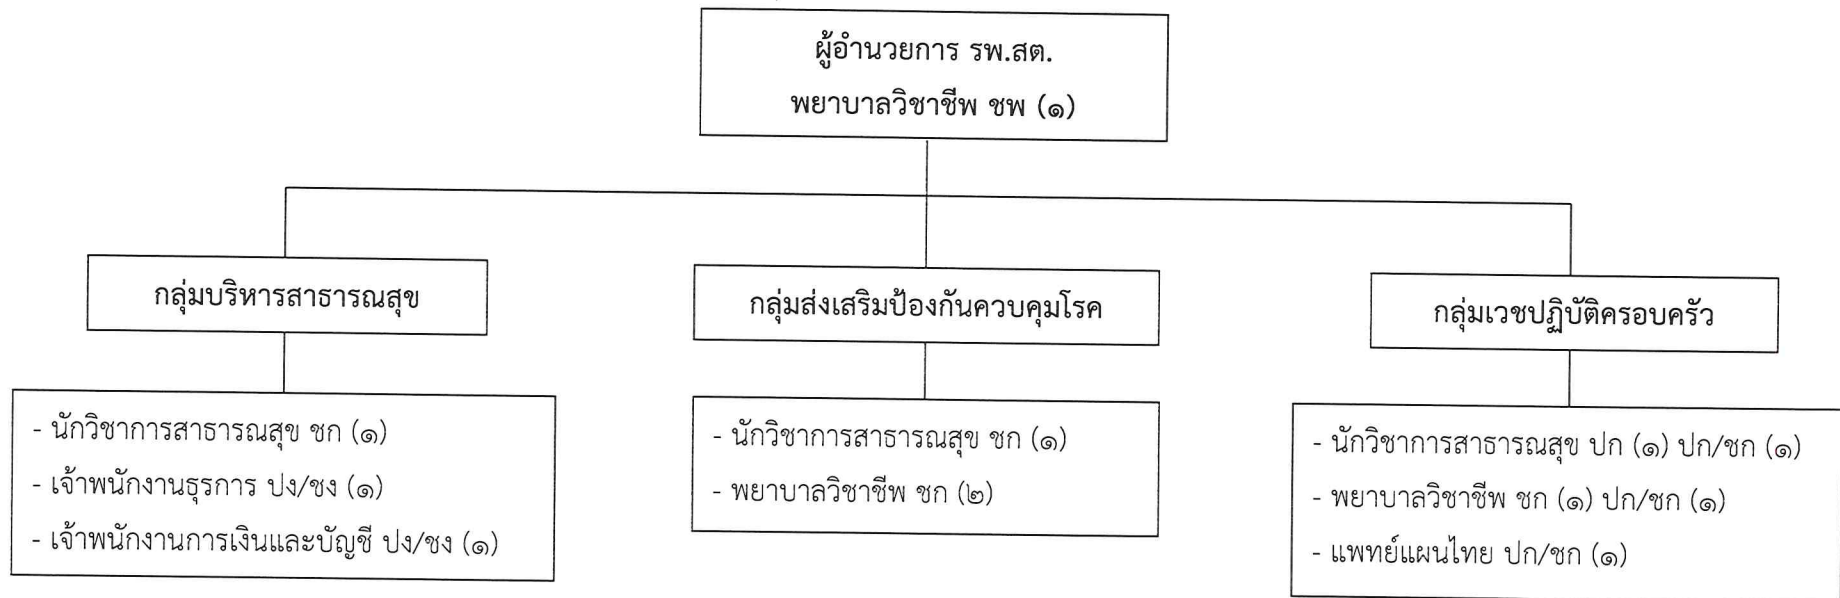 ผู้อำนวยการ รพ.สต.
พยาบาลวิชาชีพ ชพ (๑)
กลุ่มบริหารสาธารณสุข
- นักวิชาการสาธารณสุข ชก (๑)
- เจ้าพนักงานธุรการ ปง/ชง (๑)
- เจ้าพนักงานการเงินและบัญชี ปง/ชง (๑)
กลุ่มส่งเสริมป้องกันควบคุมโรค
- นักวิชาการสาธารณสุข ชก (๑)
- พยาบาลวิชาชีพ ชก (๒)
กลุ่มเวชปฏิบัติครอบครัว
- นักวิชาการสาธารณสุข ปก (๑) ปก/ชก (๑)
- พยาบาลวิชาชีพ ชก (๑) ปก/ชก (๑)
- แพทย์แผนไทย ปก/ชก (๑)